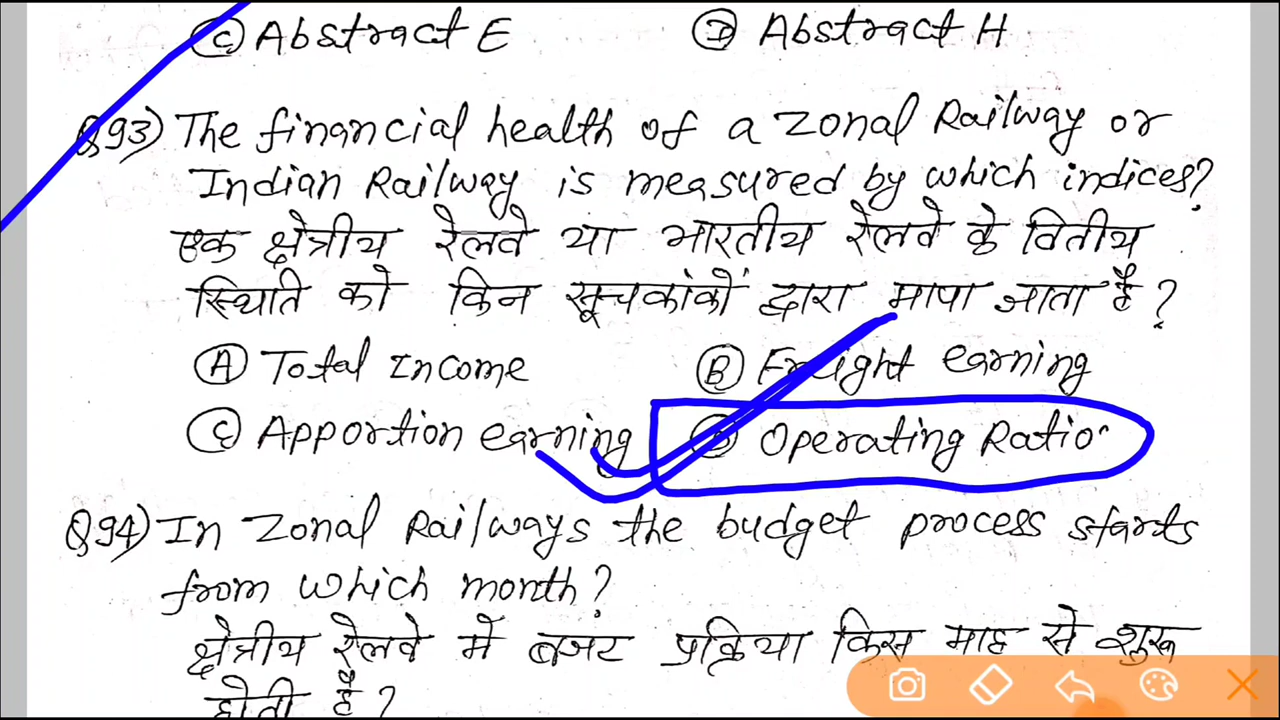 (C) Abstract E (D) Abstract H
Q93) The financial health of a zonal Railway or
Indian Railway is measured by which indices?
एक क्षेत्रीय रेलवे या भारतीय रेलवे के वितीय
स्थिति को किन सूचकांकों द्वारा मापा जाता है?
(A) Total Income (B) Freight earning
(C) Apportion earning (D) Operating Ratio
Q94) In Zonal Railways the budget process starts
from which month?
क्षेत्रीय रेलवे में बजट प्रक्रिया किस माह से शुरू
होती है?